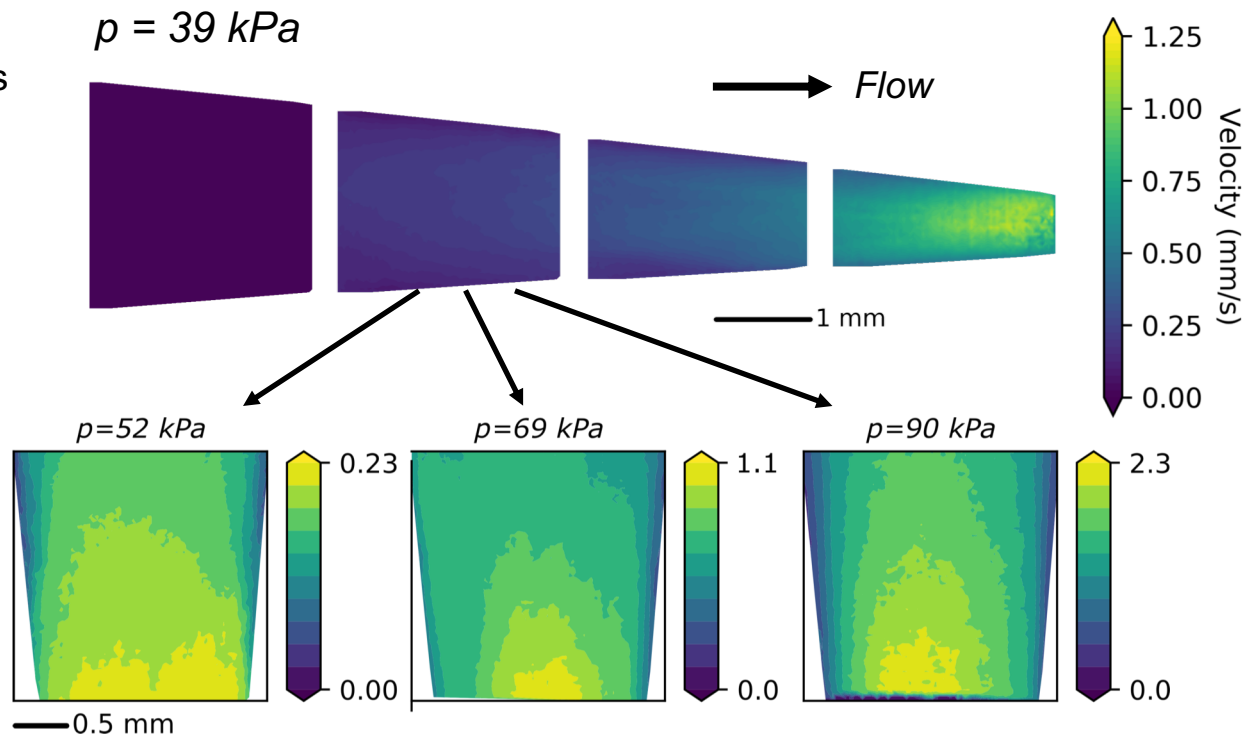 p = 39 kPa
s
Flow
1.25
1.00
0.75
0.50
0.25
0.00
Velocity (mm/s)
1 mm
p=52 kPa
p=69 kPa
p=90 kPa
0.23
0.00
1.1
0.0
2.3
0.0
0.5 mm